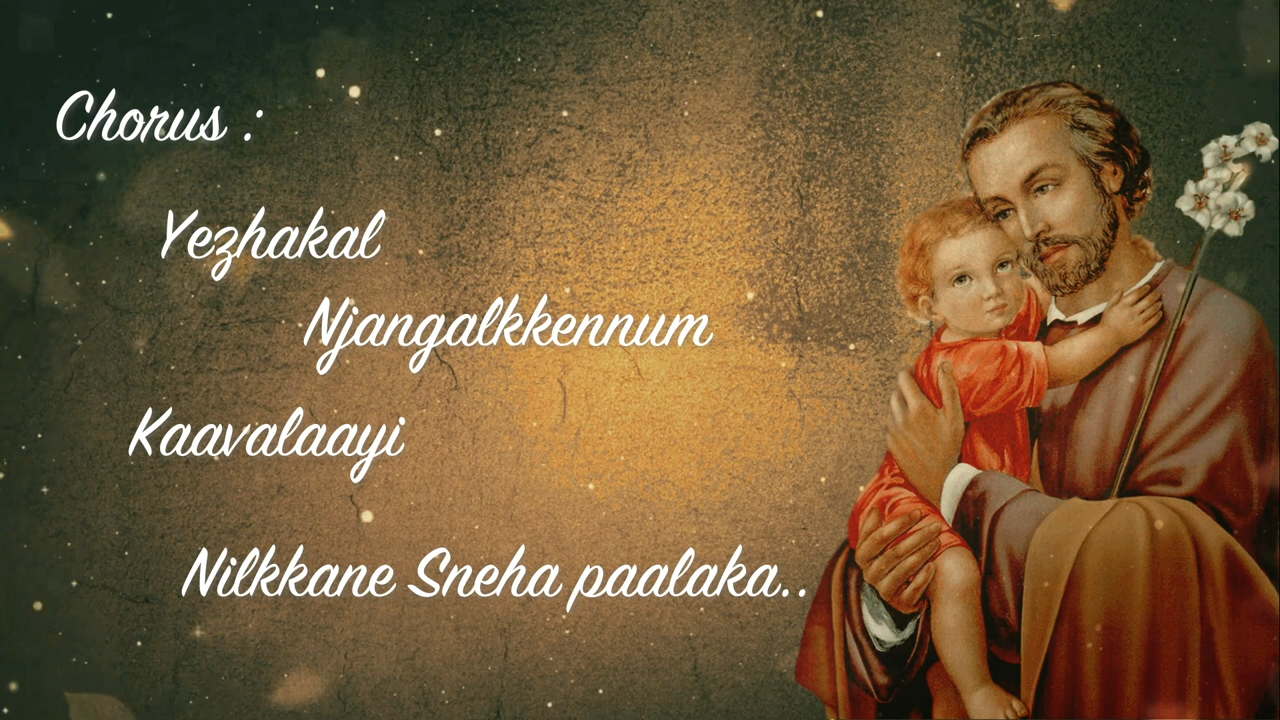 Chorus :
Yezhakal
Njangalkkennum
Kaavalaayi
Nilkkane Sneha paalaka..